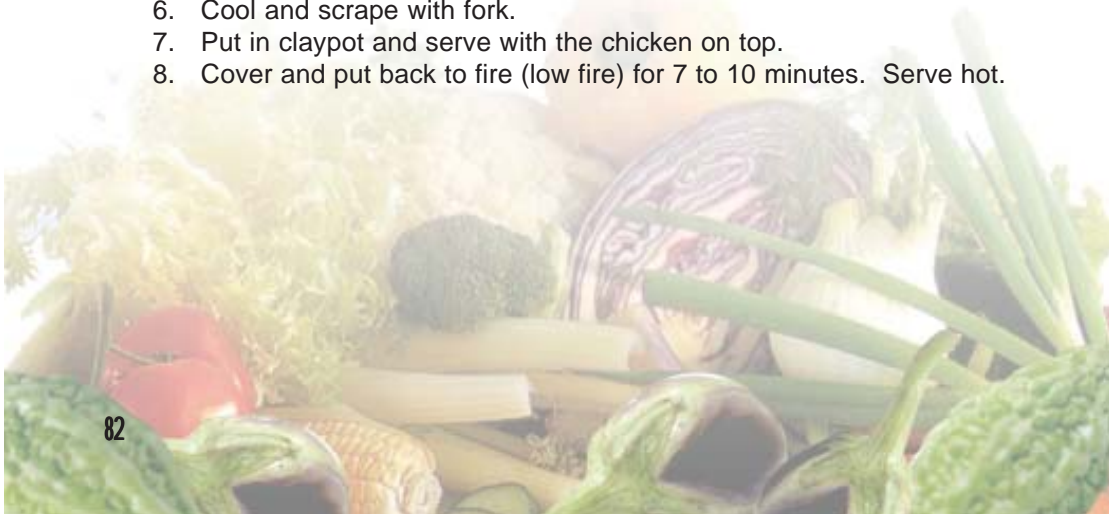 6. Cool and scrape with fork.
7. Put in claypot and serve with the chicken on top.
8. Cover and put back to fire (low fire) for 7 to 10 minutes. Serve hot.
82